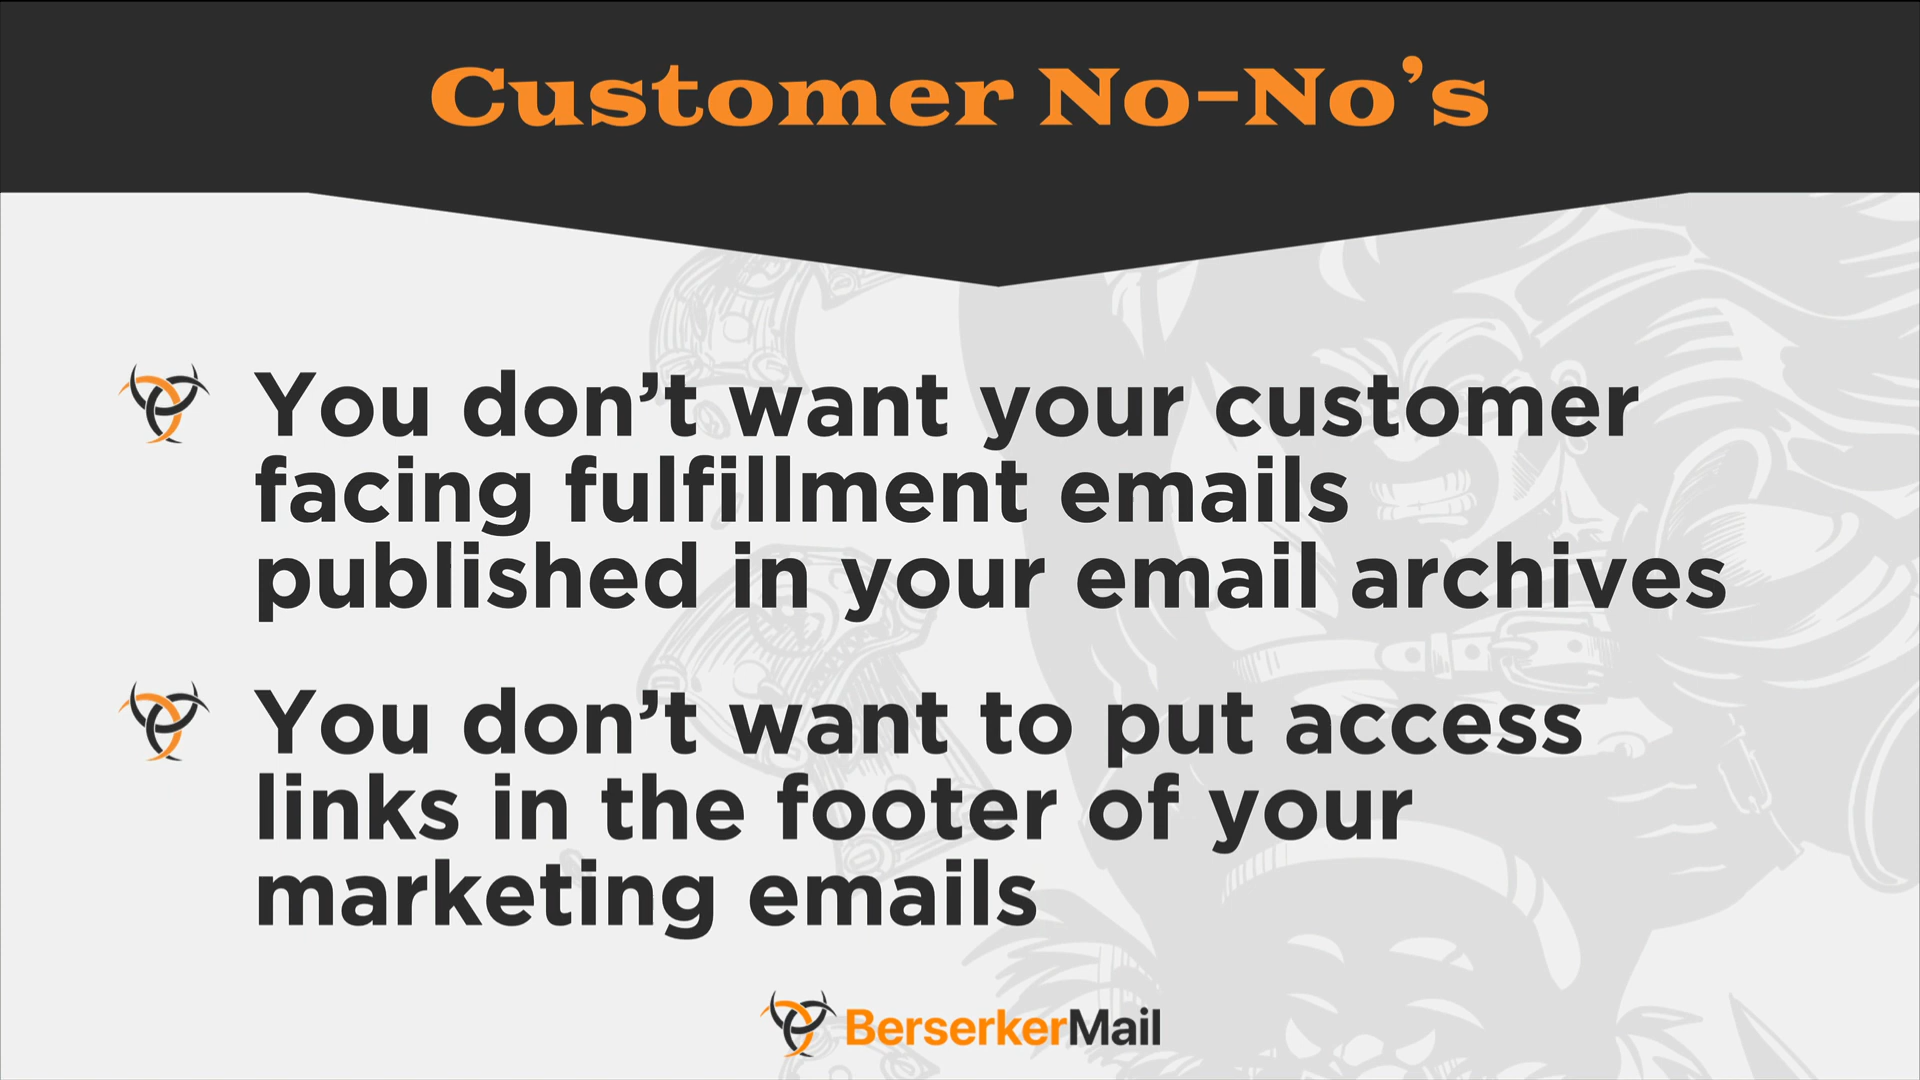 Customer No-No’s
You don’t want your customer
facing fulfillment emails
published in your email archives
You don’t want to put access
links in the footer of your
marketing emails
BerserkerMail